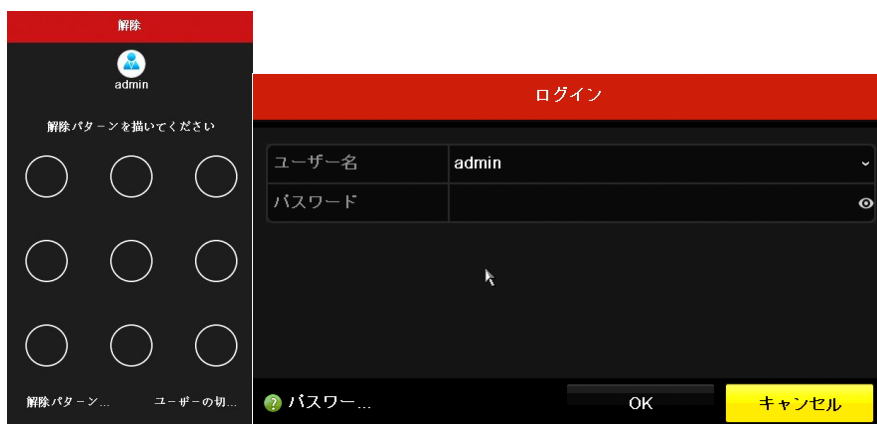 解除
admin
解除パターンを描いてください
解除パターン... ユーザーの切...
ログイン
ユーザー名 admin
パスワード
パスワー... OK キャンセル